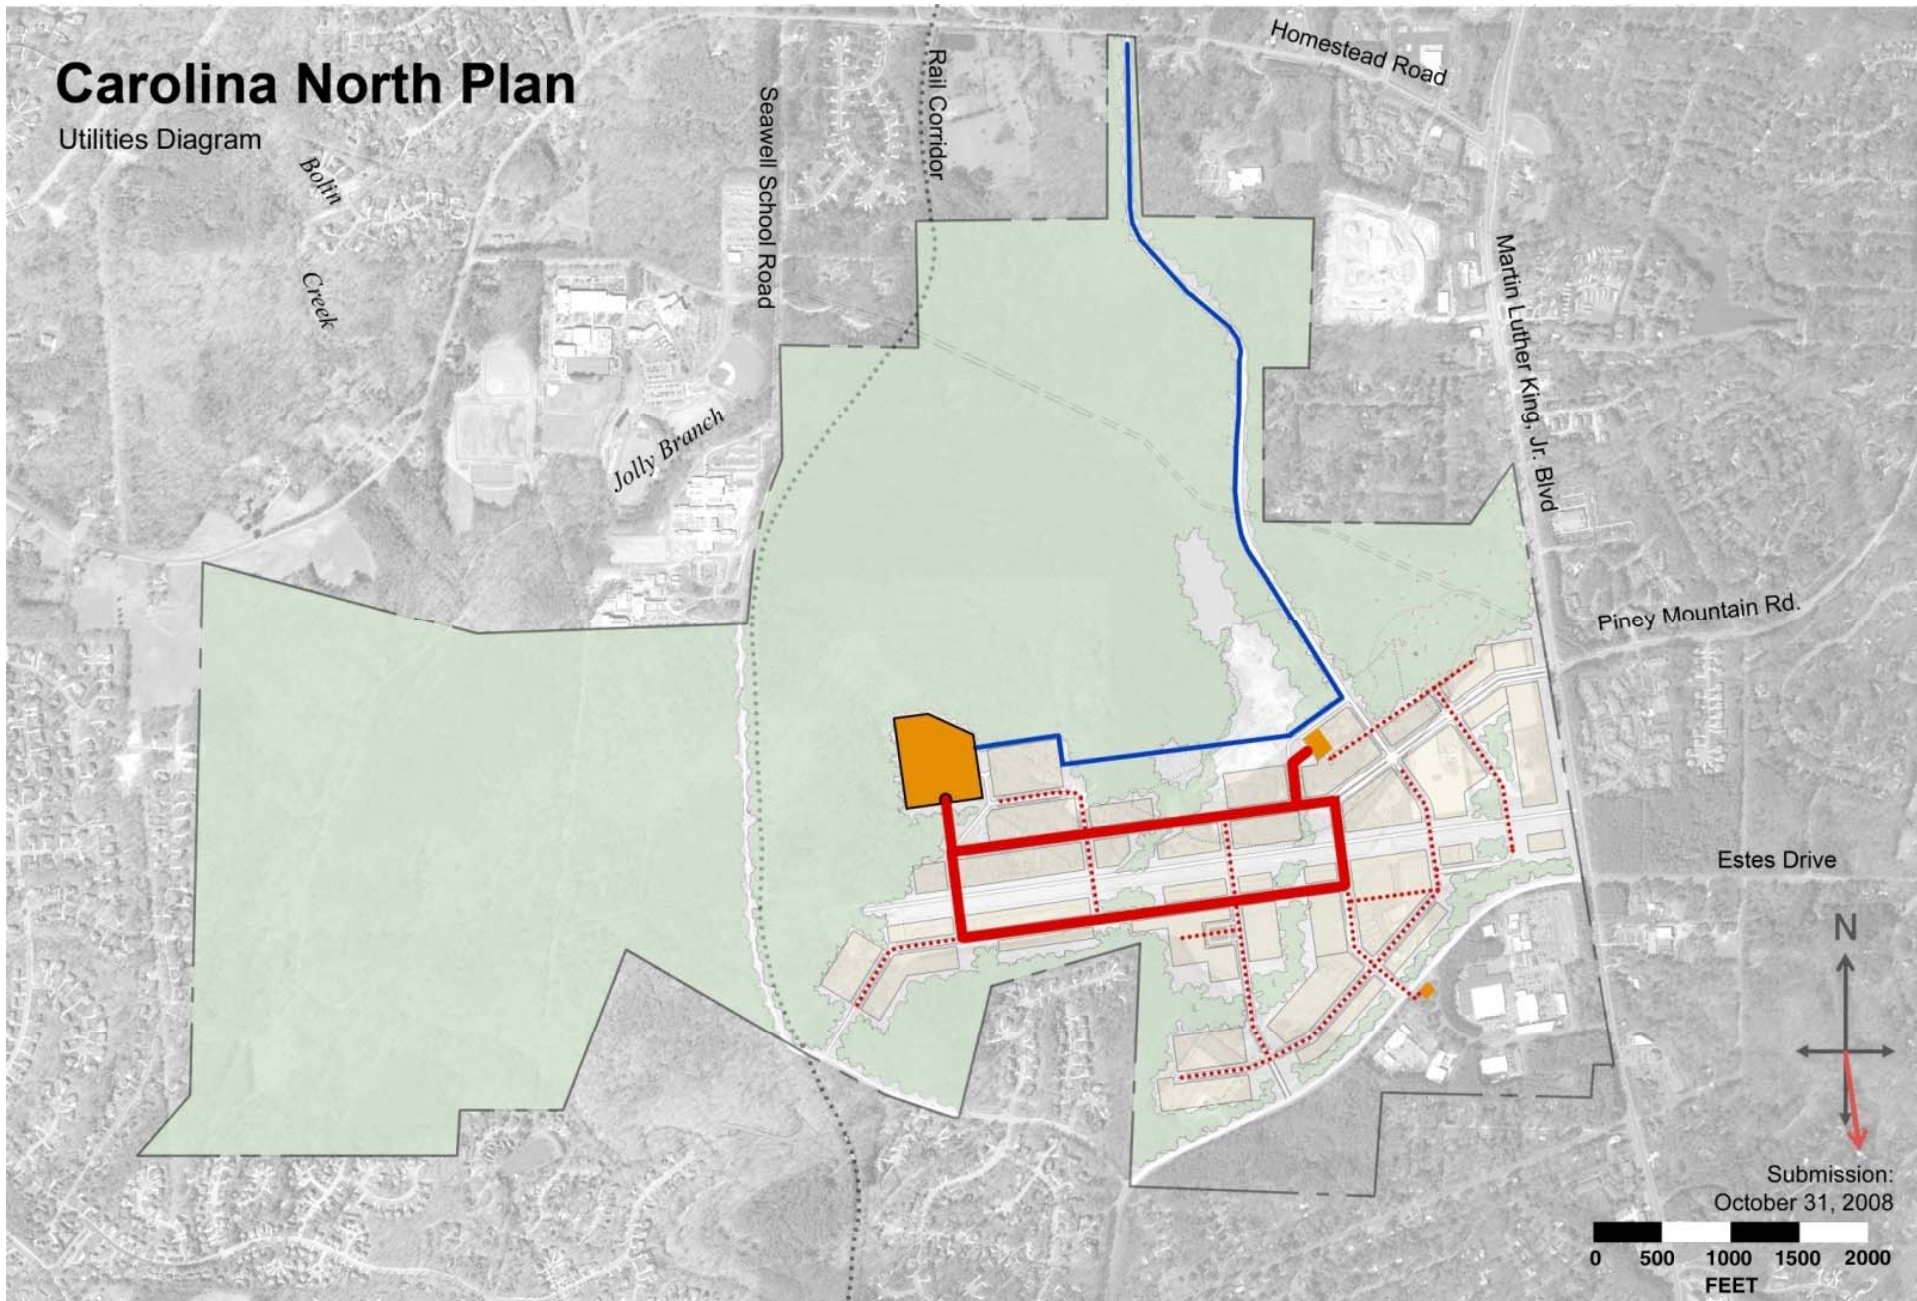 Carolina North Plan
Utilities Diagram
Homestead Road
Rail Corridor
Seawell School Road
Bolin
Creek
Martin Luther King, Jr. Blvd
Jolly Branch
Piney Mountain Rd.
Estes Drive
N
Submission:
October 31, 2008
0 500 1000 1500 2000
FEET